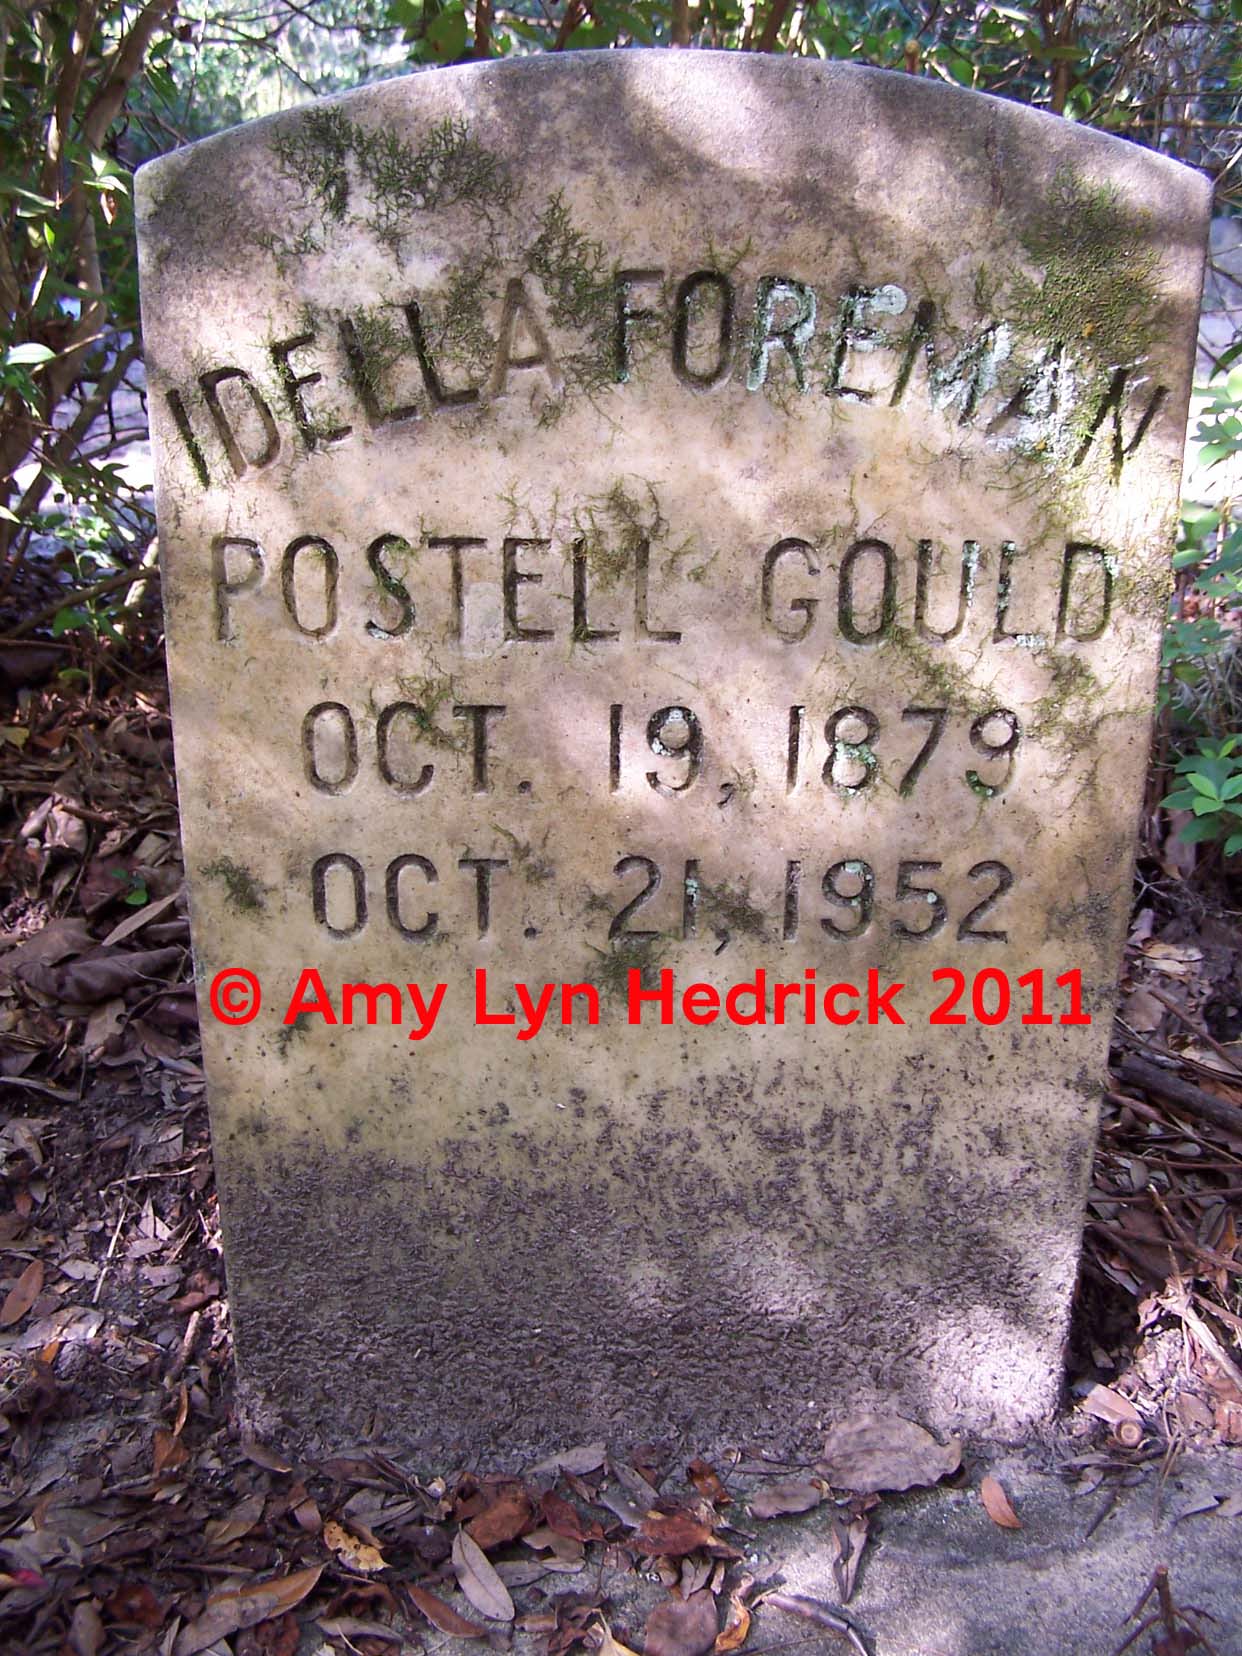 IDELLA FOREMAN
POSTELL GOULD
OCT. 19, 1879
OCT. 21, 1952
© Amy Lyn Hedrick 2011